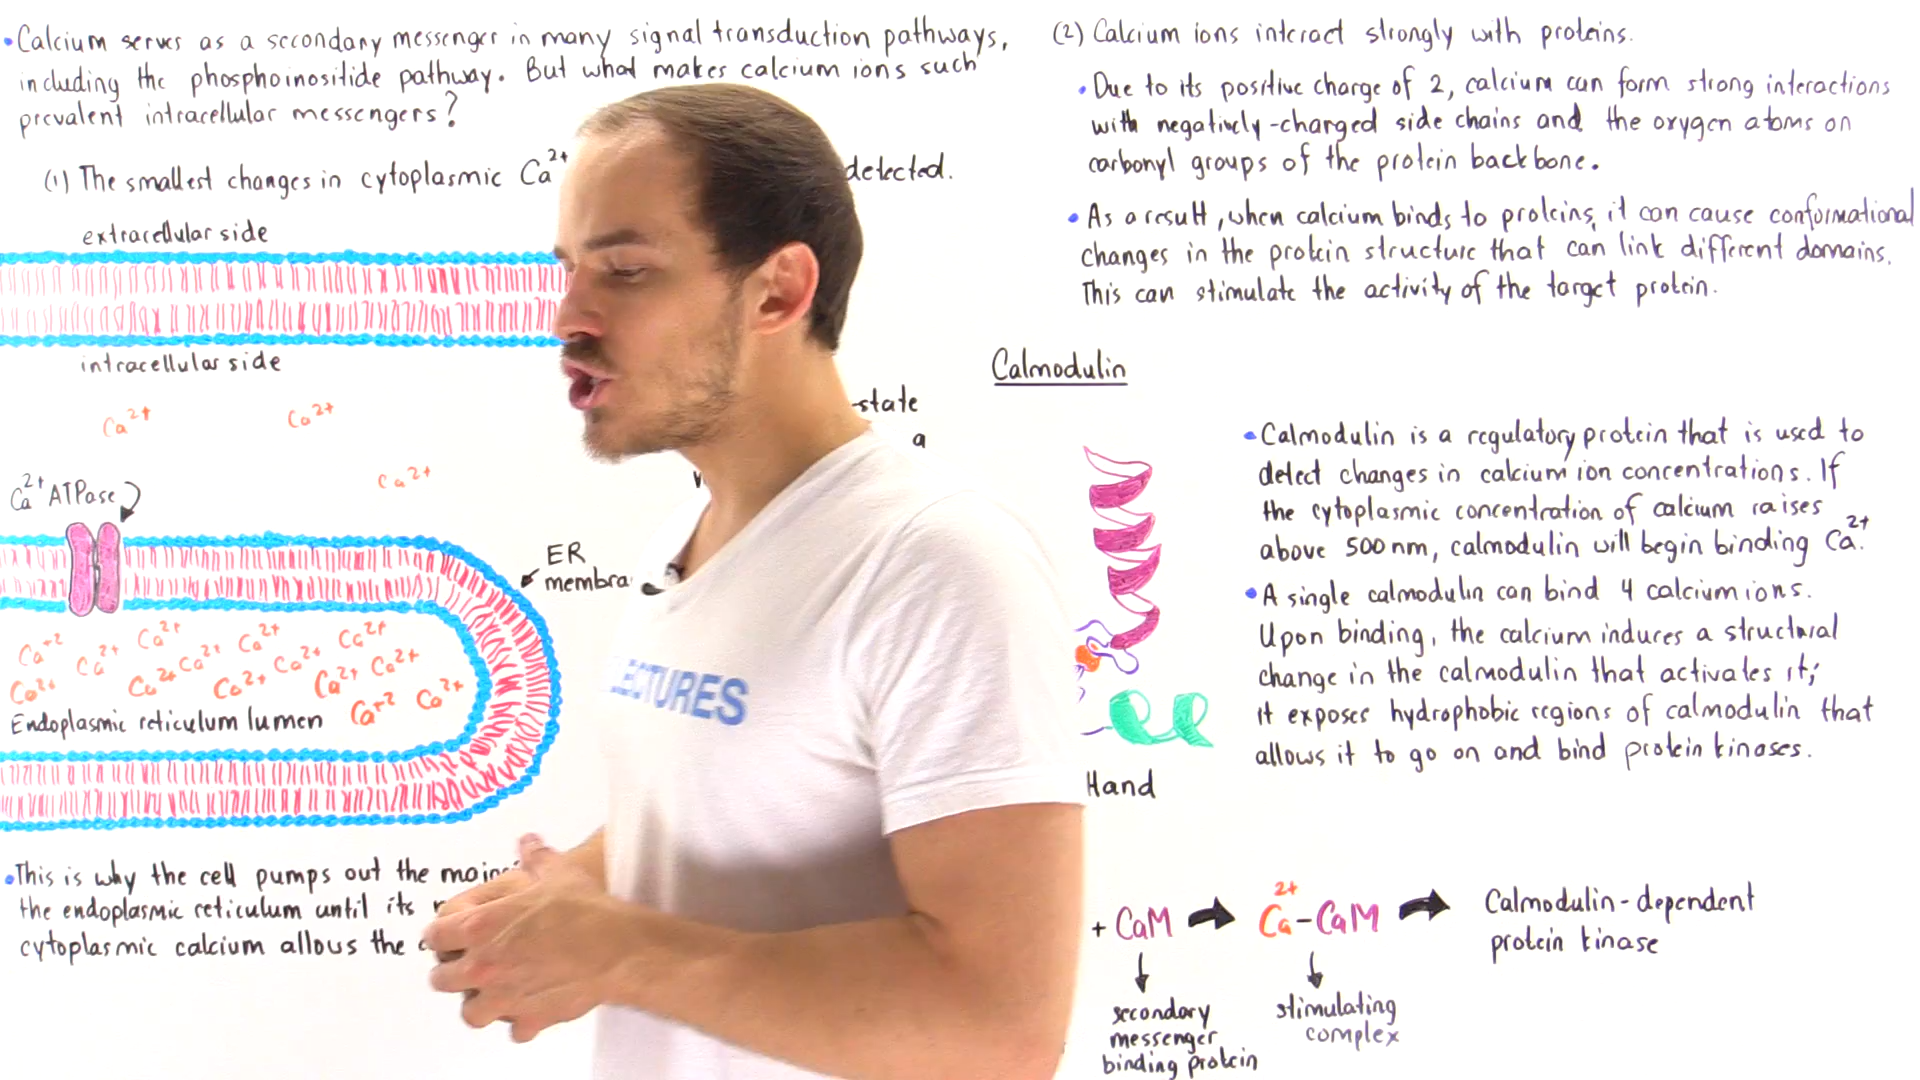 •Calcium serves as a secondary messenger in many signal transduction pathways,
including the phosphoinositide pathway. But what makes calcium ions such
prevalent intracellular messengers?
(1) The smallest changes in cytoplasmic Ca2+
detected.
extracellular side
intracellular side
Ca2+ Ca2+
Ca2+
-state
a
Ca2+ ATPase
ER
membra
Ca+2 Ca2+ Ca2+ Ca2+ Ca2+ Ca2+
Ca2+ Ca2+ Ca2+ Ca2+ Ca2+ Ca2+
Ca+2 Ca2+
Endoplasmic reticulum lumen
•This is why the cell pumps out the
the endoplasmic reticulum until its
cytoplasmic calcium allows the
LECTURES
(2) Calcium ions interact strongly with proteins.
•Due to its positive charge of 2, calcium can form strong interactions
with negatively-charged side chains and the oxygen atoms on
carbonyl groups of the protein backbone.
•As a result, when calcium binds to proteins, it can cause conformational
changes in the protein structure that can link different domains.
This can stimulate the activity of the target protein.
Calmodulin
•Calmodulin is a regulatory protein that is used to
detect changes in calcium ion concentrations. If
the cytoplasmic concentration of calcium raises
above 500nm, calmodulin will begin binding Ca2+.
•A single calmodulin can bind 4 calcium ions.
Upon binding, the calcium induces a structural
change in the calmodulin that activates it;
it exposes hydrophobic regions of calmodulin that
allows it to go on and bind protein kinases.
Hand
+ CaM → Ca2+-CaM → Calmodulin-dependent
protein kinase
secondary
messenger
binding protein
stimulating
complex